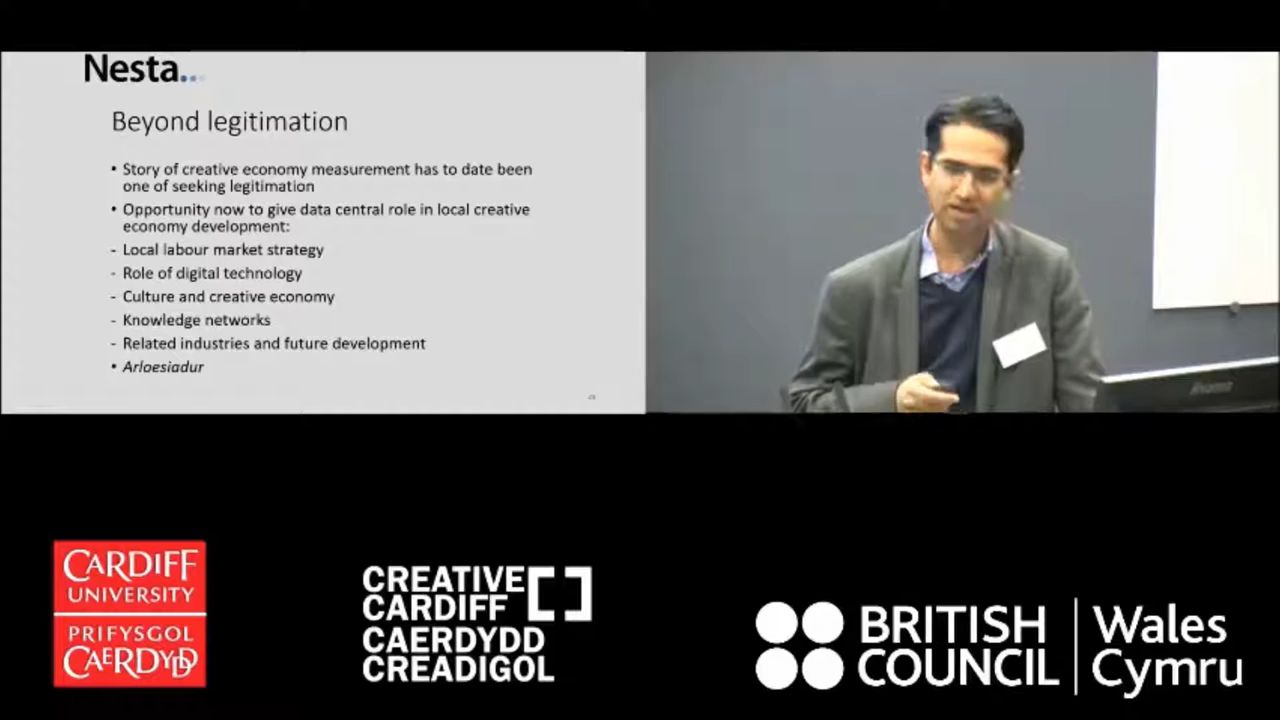 Nesta...
Beyond legitimation
• Story of creative economy measurement has to date been
one of seeking legitimation
• Opportunity now to give data central role in local creative
economy development:
- Local labour market strategy
- Role of digital technology
- Culture and creative economy
- Knowledge networks
- Related industries and future development
• Arloesiadur
CARDIFF
UNIVERSITY
PRIFYSGOL
CAERDYDD
CREATIVE
CARDIFF
CAERDYDD
CREADIGOL
BRITISH
COUNCIL
Wales
Cymru